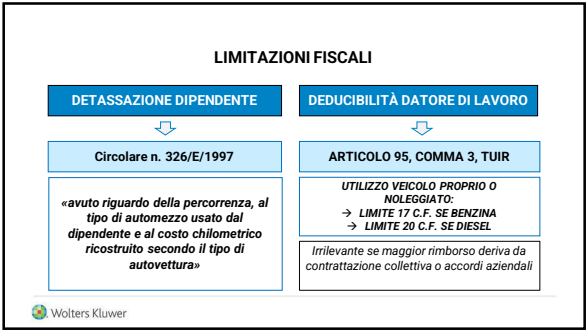 LIMITAZIONI FISCALI
DETASSAZIONE DIPENDENTE
Circolare n. 326/E/1997
«avuto riguardo della percorrenza, al
tipo di automezzo usato dal
dipendente e al costo chilometrico
ricostruito secondo il tipo di
autovettura»
DEDUCIBILITÀ DATORE DI LAVORO
ARTICOLO 95, COMMA 3, TUIR
UTILIZZO VEICOLO PROPRIO O
NOLEGGIATO:
→ LIMITE 17 C.F. SE BENZINA
→ LIMITE 20 C.F. SE DIESEL
Irrilevante se maggior rimborso deriva da
contrattazione collettiva o accordi aziendali
Wolters Kluwer